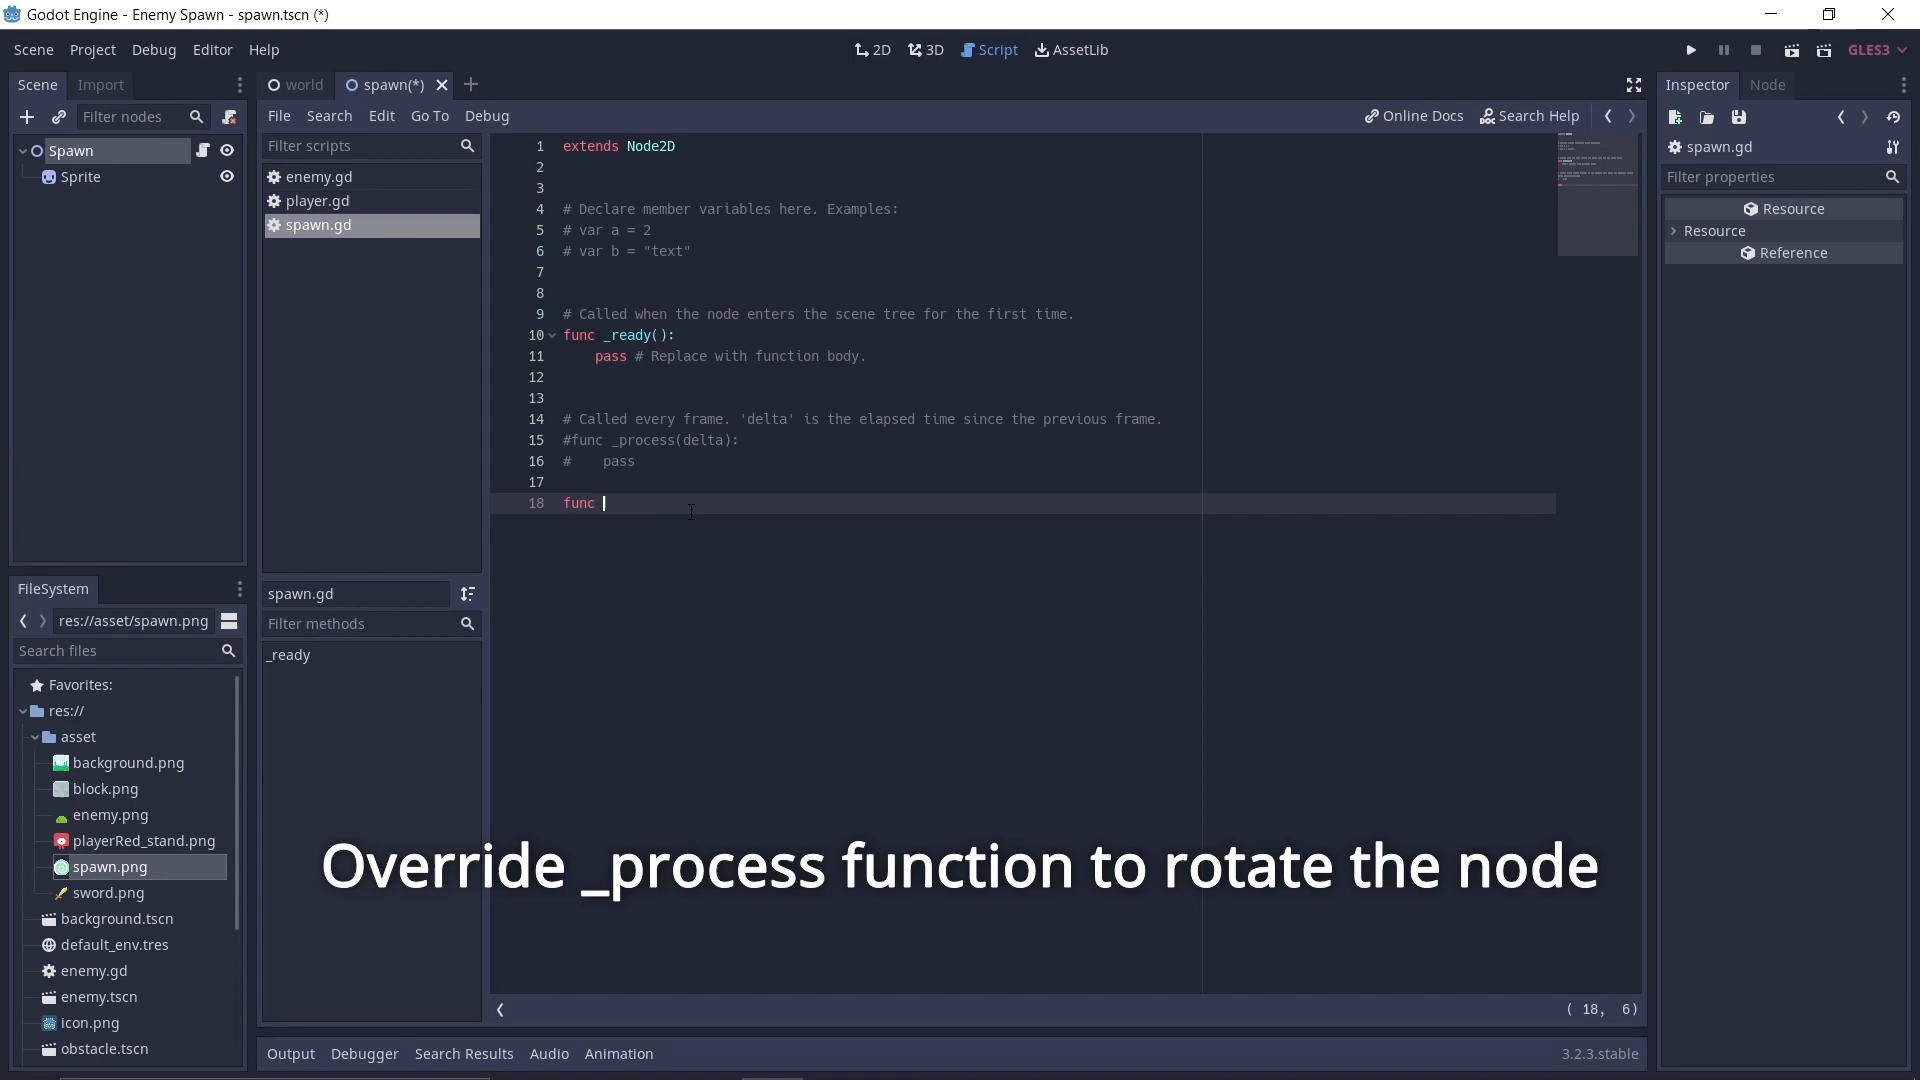 Godot Engine - Enemy Spawn - spawn.tscn (*)
Scene Project Debug Editor Help
2D 3D Script AssetLib
GLES3
Scene Import
world spawn(*)
Inspector Node
Filter nodes
File Search Edit Go To Debug
Online Docs Search Help
Filter scripts
spawn.gd
Filter properties
Resource
Resource
Reference
Spawn
Sprite
enemy.gd
player.gd
spawn.gd
1 extends Node2D
2
3
4 # Declare member variables here. Examples:
5 # var a = 2
6 # var b = "text"
7
8
9 # Called when the node enters the scene tree for the first time.
10 func _ready():
11 pass # Replace with function body.
12
13
14 # Called every frame. 'delta' is the elapsed time since the previous frame.
15 #func _process(delta):
16 # pass
17
18 func
spawn.gd
Filter methods
_ready
FileSystem
res://asset/spawn.png
Search files
Favorites:
res://
asset
background.png
block.png
enemy.png
playerRed_stand.png
spawn.png
sword.png
background.tscn
default_env.tres
enemy.gd
enemy.tscn
icon.png
obstacle.tscn
Override _process function to rotate the node
( 18, 6)
Output Debugger Search Results Audio Animation
3.2.3.stable